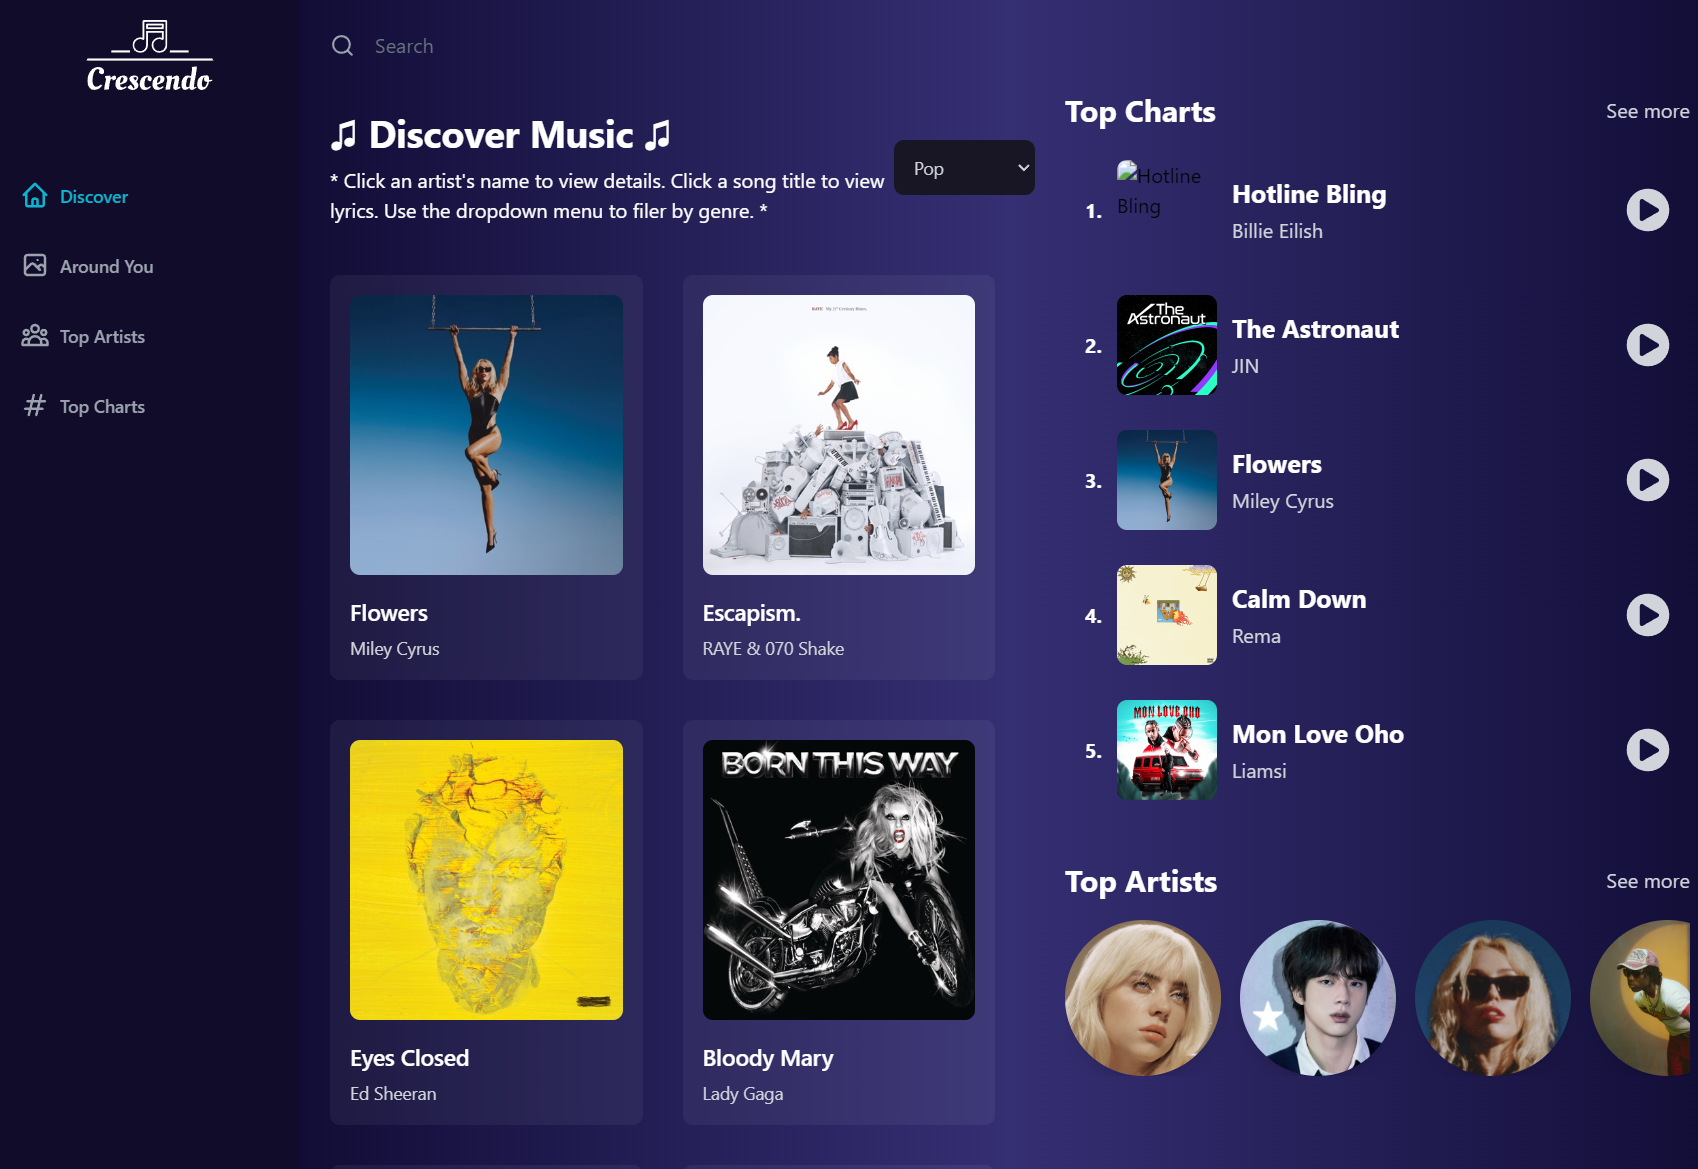 Crescendo
Discover
Around You
Top Artists
Top Charts
Search
♫ Discover Music ♫
* Click an artist's name to view details. Click a song title to view
lyrics. Use the dropdown menu to filer by genre. *
Pop
Flowers
Miley Cyrus
Escapism.
RAYE & 070 Shake
BORN THIS WAY
Eyes Closed
Ed Sheeran
Bloody Mary
Lady Gaga
Top Charts
See more
1.
Hotline
Bling
Hotline Bling
Billie Eilish
2.
The
Astronaut
The Astronaut
JIN
3.
Flowers
Miley Cyrus
4.
Calm Down
Rema
5.
MON LOVE OHO
Mon Love Oho
Liamsi
Top Artists
See more